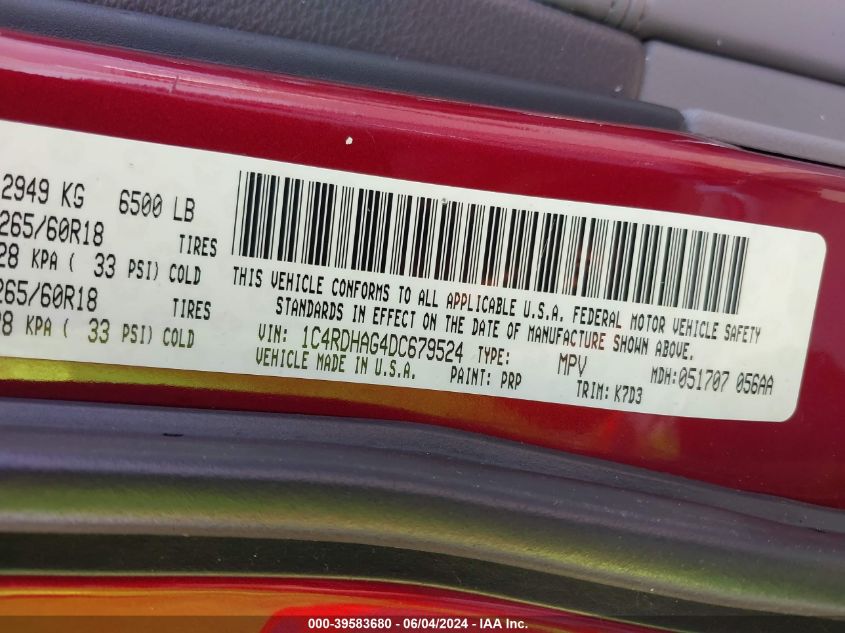 2949 KG 6500 LB
265/60R18 TIRES
28 KPA ( 33 PSI) COLD
265/60R18 TIRES
28 KPA ( 33 PSI) COLD
THIS VEHICLE CONFORMS TO ALL APPLICABLE U.S.A. FEDERAL MOTOR VEHICLE SAFETY
STANDARDS IN EFFECT ON THE DATE OF MANUFACTURE SHOWN ABOVE.
VIN: 1C4RDHAG4DC679524 TYPE: MPV MDH:051707 056AA
VEHICLE MADE IN U.S.A. PAINT: PRP TRIM: K7D3
000-39583680 - 06/04/2024 - IAA Inc.